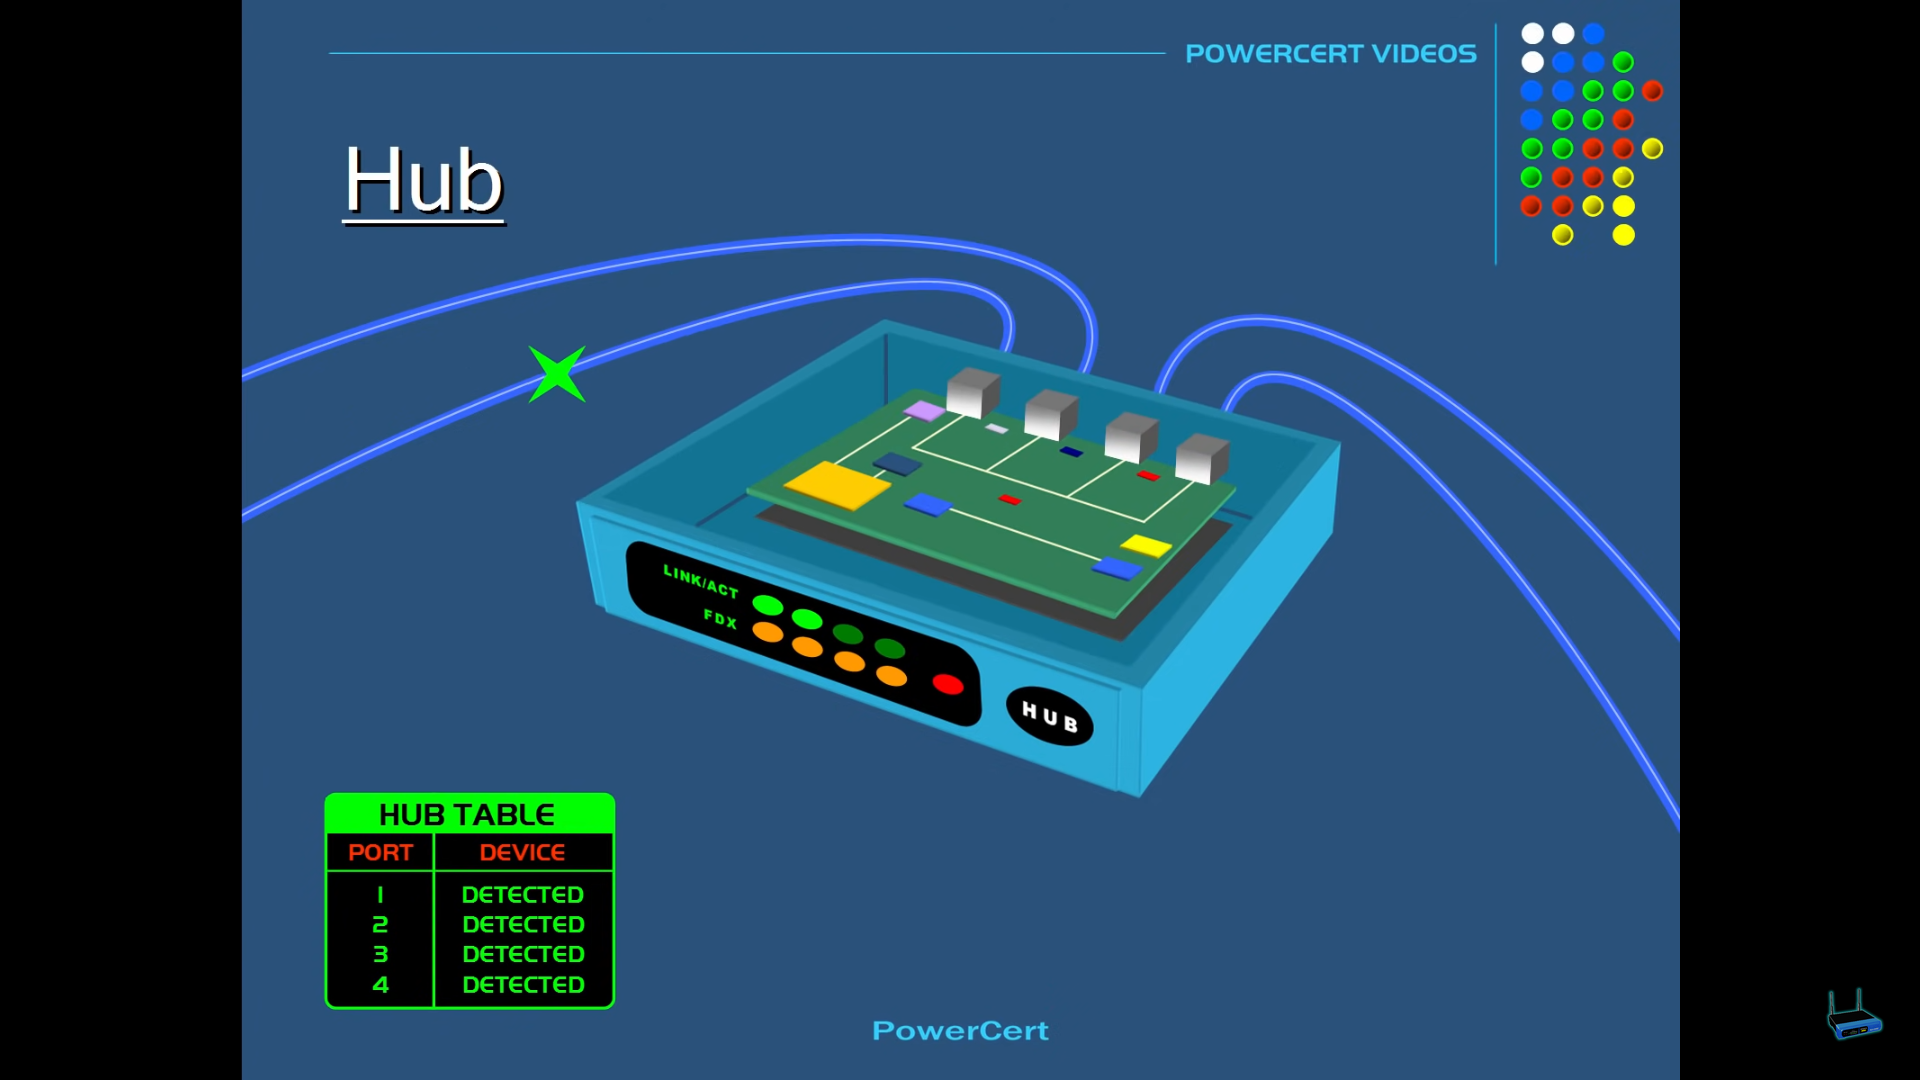 POWERCERT VIDEOS
Hub
LINK/ACT
FDX
HUB
HUB TABLE
PORT DEVICE
1 DETECTED
2 DETECTED
3 DETECTED
4 DETECTED
PowerCert